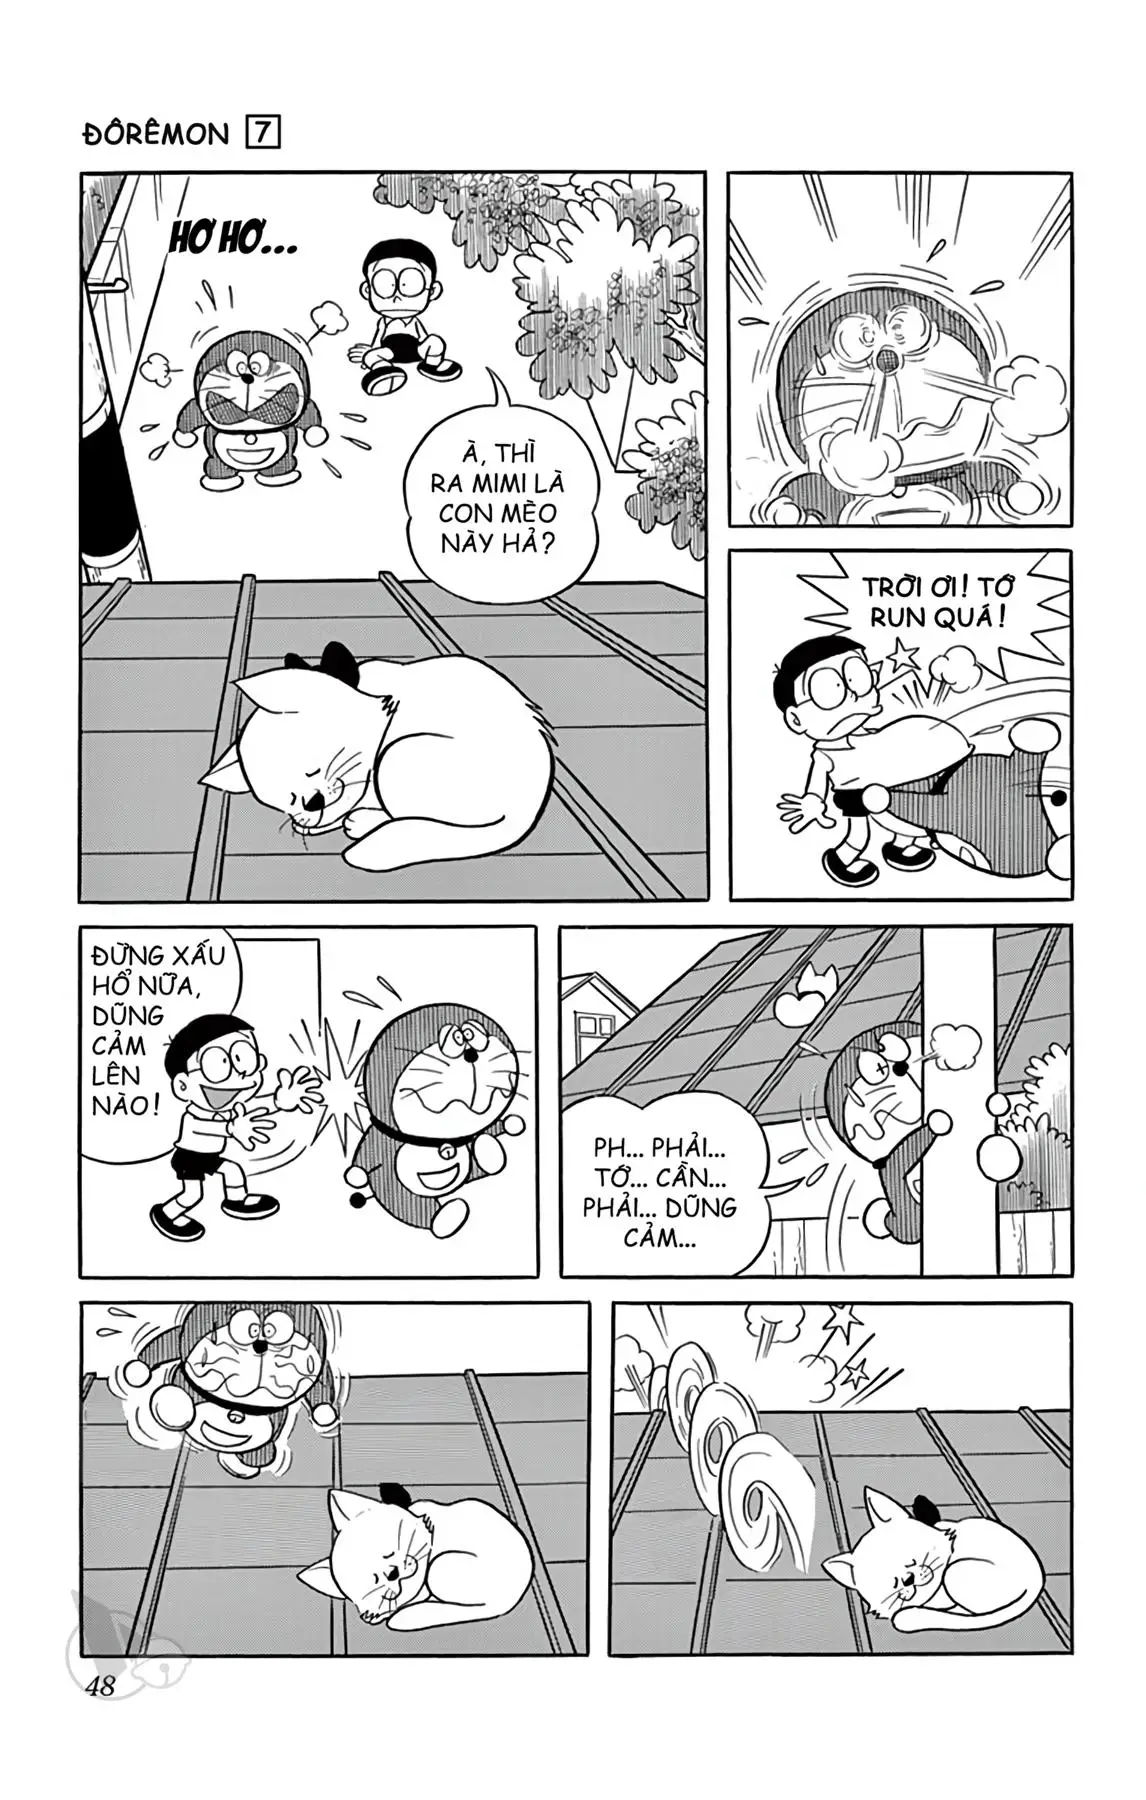 ĐÔRÊMON 7
HƠ HƠ...
À, THÌ
RA MIMI LÀ
CON MÈO
NÀY HẢ?
TRỜI ƠI! TỚ
RUN QUÁ!
ĐỪNG XẤU
HỔ NỮA,
DŨNG
CẢM
LÊN
NÀO!
PH... PHẢI...
TỚ... CẦN...
PHẢI... DŨNG
CẢM...
48